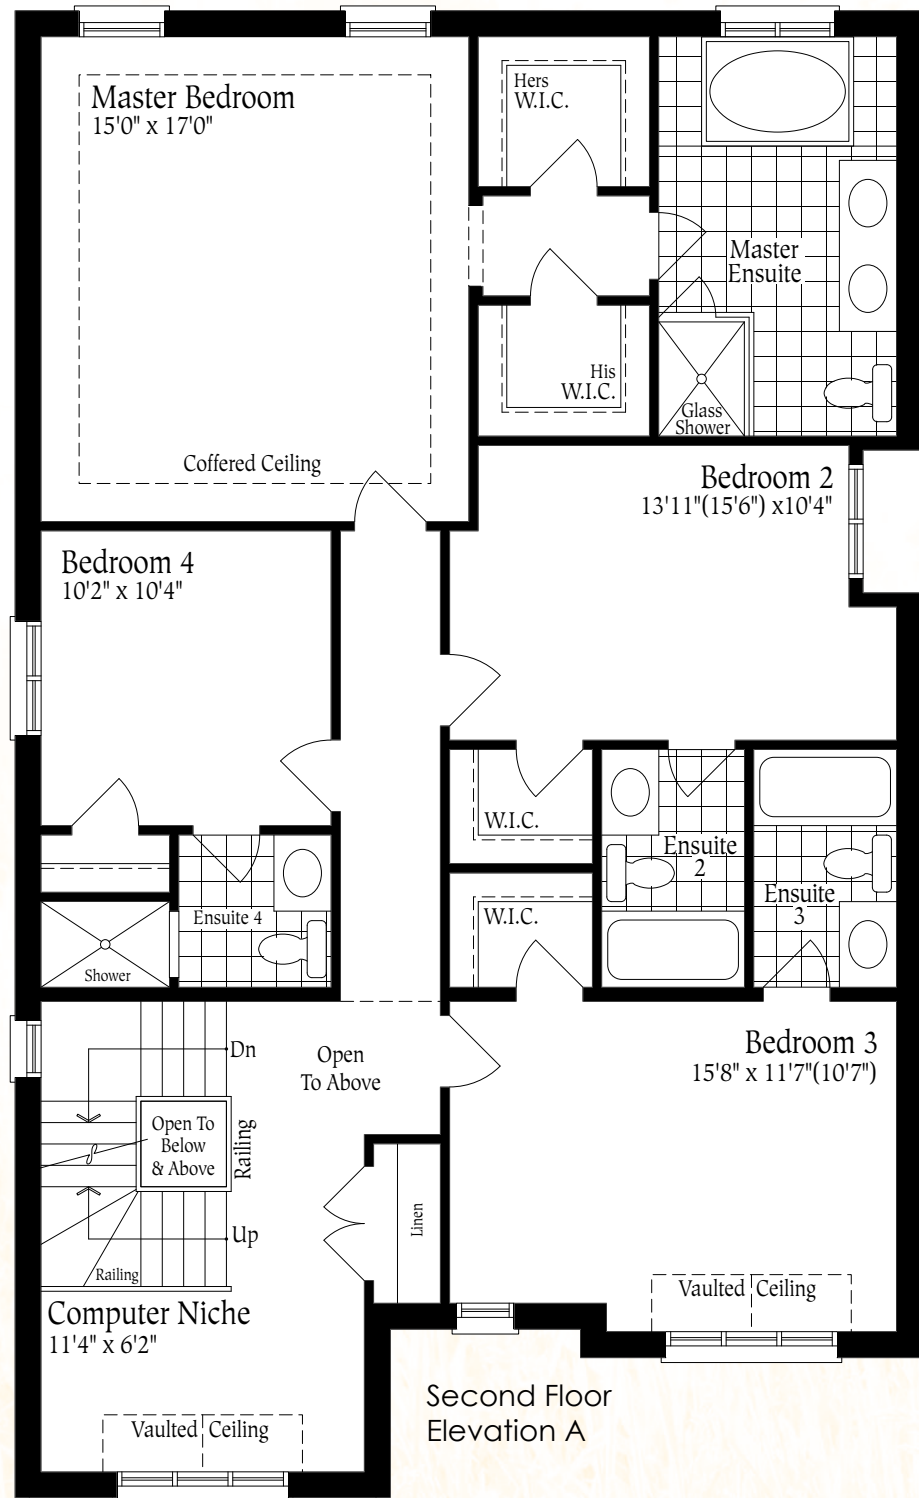 Master Bedroom
15'0" x 17'0"
Coffered Ceiling
Hers
W.I.C.
His
W.I.C.
Master
Ensuite
Glass
Shower
Bedroom 2
13'11"(15'6") x10'4"
Bedroom 4
10'2" x 10'4"
W.I.C.
Ensuite
2
Ensuite
3
W.I.C.
Ensuite 4
Shower
Dn
Open
To Above
Bedroom 3
15'8" x 11'7"(10'7")
Open To
Below
& Above
Railing
Up
Railing
Linen
Computer Niche
11'4" x 6'2"
Vaulted Ceiling
Vaulted Ceiling
Second Floor
Elevation A